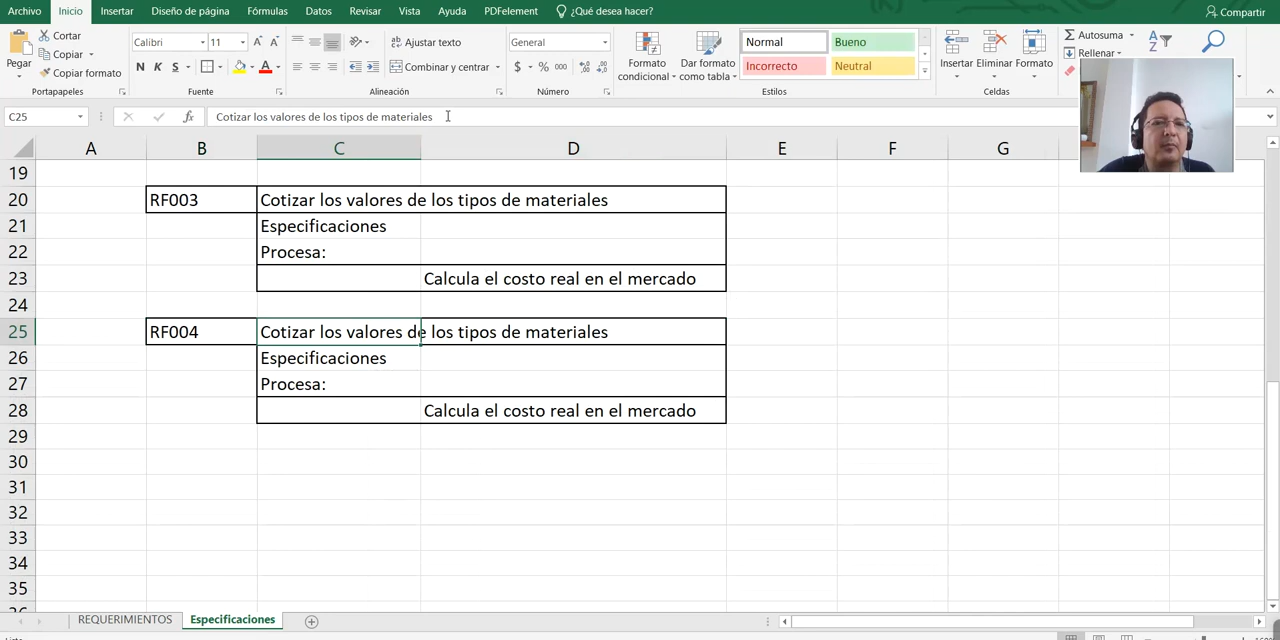 Archivo Inicio Insertar Diseño de página Fórmulas Datos Revisar Vista Ayuda PDFelement ¿Qué desea hacer? Compartir
Cortar
Copiar
Copiar formato
Pegar
Portapapeles
Calibri 11
N K S
Fuente
Ajustar texto
Combinar y centrar
Alineación
General
$ % 000
Número
Formato condicional
Dar formato como tabla
Normal Bueno
Incorrecto Neutral
Estilos
Insertar Eliminar Formato
Celdas
Autosuma
Rellenar
C25 fx Cotizar los valores de los tipos de materiales
A B C D E F G
19
20 RF003 Cotizar los valores de los tipos de materiales
21 Especificaciones
22 Procesa:
23 Calcula el costo real en el mercado
24
25 RF004 Cotizar los valores de los tipos de materiales
26 Especificaciones
27 Procesa:
28 Calcula el costo real en el mercado
29
30
31
32
33
34
35
REQUERIMIENTOS Especificaciones